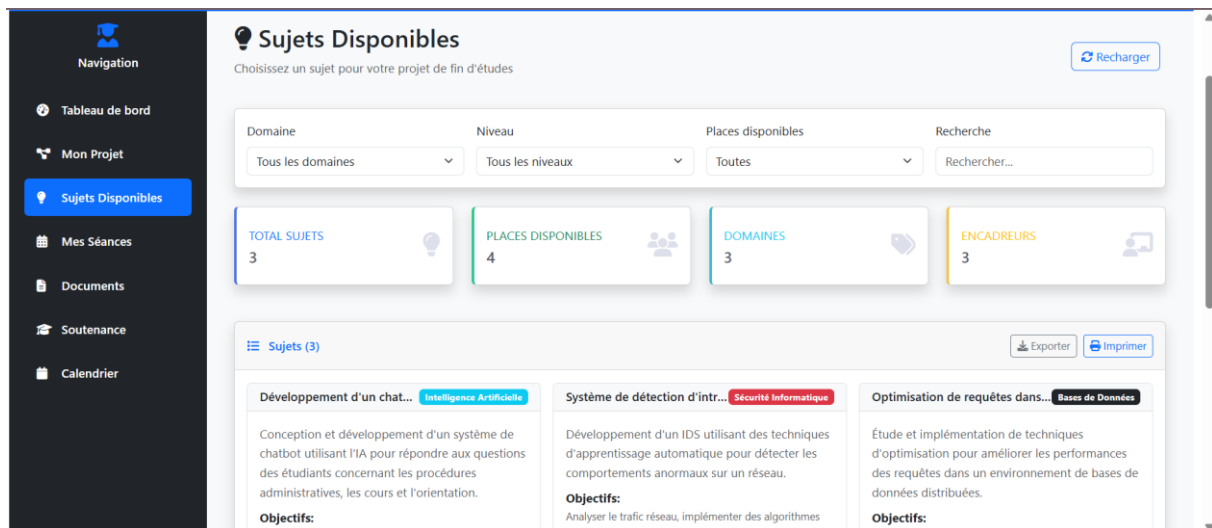 Navigation
Tableau de bord
Mon Projet
Sujets Disponibles
Mes Séances
Documents
Soutenance
Calendrier
Sujets Disponibles
Choisissez un sujet pour votre projet de fin d'études
Recharger
Domaine
Tous les domaines
Niveau
Tous les niveaux
Places disponibles
Toutes
Recherche
Rechercher...
TOTAL SUJETS
3
PLACES DISPONIBLES
4
DOMAINES
3
ENCADREURS
3
Sujets (3)
Exporter
Imprimer
Développement d'un chat...
Intelligence Artificielle
Conception et développement d'un système de
chatbot utilisant l'IA pour répondre aux questions
des étudiants concernant les procédures
administratives, les cours et l'orientation.
Objectifs:
Système de détection d'intr...
Sécurité Informatique
Développement d'un IDS utilisant des techniques
d'apprentissage automatique pour détecter les
comportements anormaux sur un réseau.
Objectifs:
Analyser le trafic réseau, implémenter des algorithmes
Optimisation de requêtes dans...
Bases de Données
Étude et implémentation de techniques
d'optimisation pour améliorer les performances
des requêtes dans un environnement de bases de
données distribuées.
Objectifs: